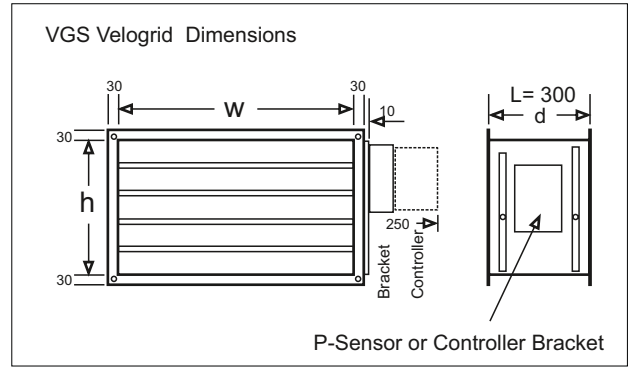 VGS Velogrid Dimensions
30
30
W
10
L= 300
d
30
h
250
30
Bracket
Controller
P-Sensor or Controller Bracket